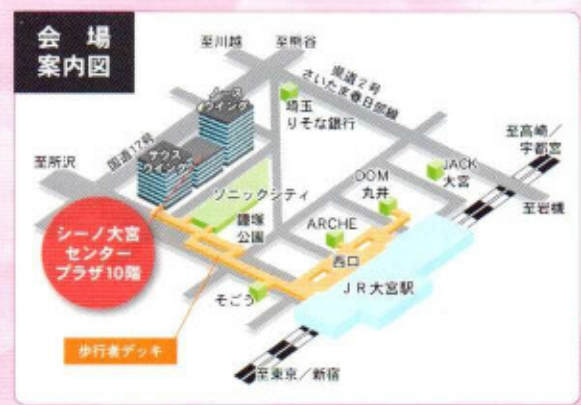 会場
案内図
至川越
至熊谷
県道2号
さいたま春日部線
ノース
ウイング
埼玉
りそな銀行
至高崎/
宇都宮
国道17号
至所沢
サウス
ウイング
JACK
大宮
DOM
丸井
ソニックシティ
至岩槻
鐘塚
公園
ARCHE
シーノ大宮
センター
プラザ10階
西口
JR大宮駅
そごう
歩行者デッキ
至東京/新宿